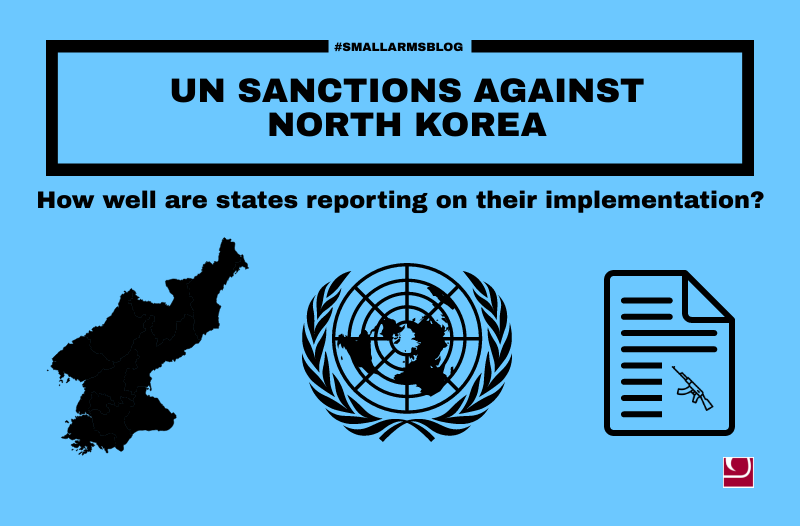 #SMALLARMSBLOG
UN SANCTIONS AGAINST
NORTH KOREA
How well are states reporting on their implementation?